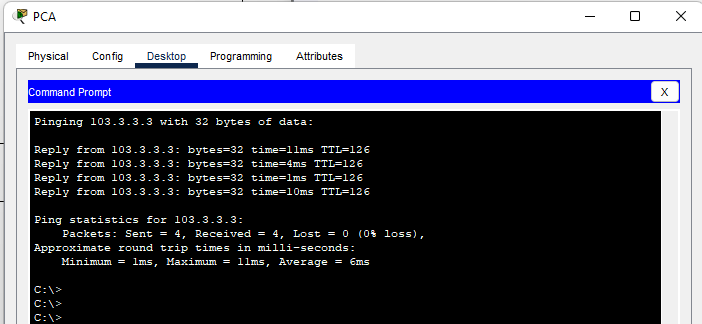 PCA
Physical Config Desktop Programming Attributes
Command Prompt X
Pinging 103.3.3.3 with 32 bytes of data:
Reply from 103.3.3.3: bytes=32 time=11ms TTL=126
Reply from 103.3.3.3: bytes=32 time=4ms TTL=126
Reply from 103.3.3.3: bytes=32 time=1ms TTL=126
Reply from 103.3.3.3: bytes=32 time=10ms TTL=126
Ping statistics for 103.3.3.3:
Packets: Sent = 4, Received = 4, Lost = 0 (0% loss),
Approximate round trip times in milli-seconds:
Minimum = 1ms, Maximum = 11ms, Average = 6ms
C:\>
C:\>
C:\>